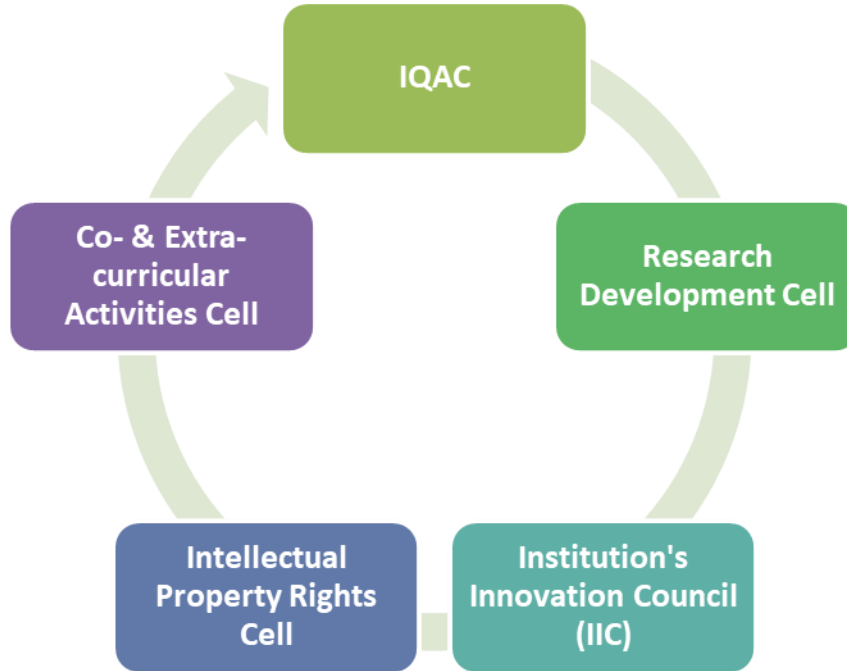 IQAC
Research
Development Cell
Institution's
Innovation Council
(IIC)
Intellectual
Property Rights
Cell
Co- & Extra-
curricular
Activities Cell